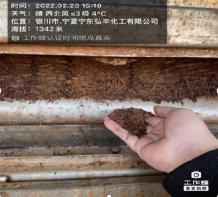 2022.02.23 10:10
天气：晴 西北风≤3级 4℃
地点：银川市.宁夏宁东弘丰化工有限公司
海拔：1342米
工作蜂认证时间地点真实
工作蜂